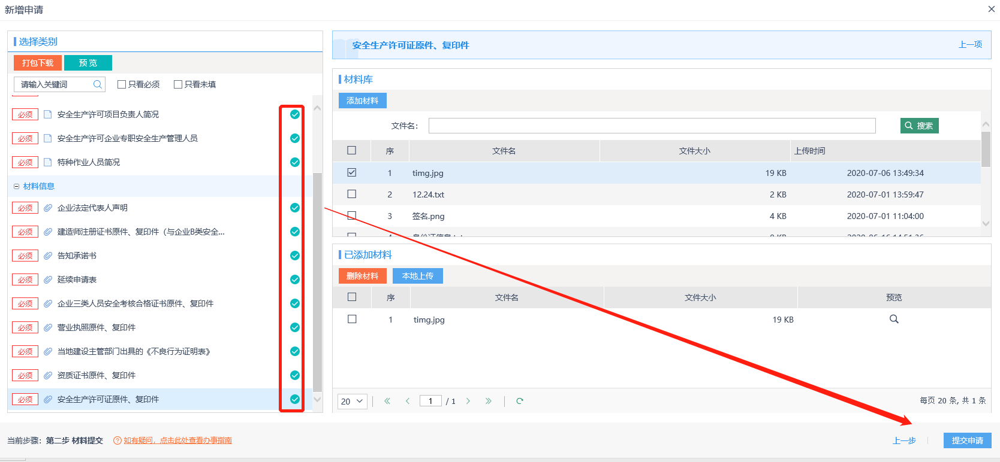 新增申请
选择类别
打包下载 预 览
请输入关键词 只看必须 只看未填
必须 安全生产许可项目负责人简况
必须 安全生产许可企业专职安全生产管理人员
必须 特种作业人员简况
材料信息
必须 企业法定代表人声明
必须 建造师注册证书原件、复印件（与企业B类安全...
必须 告知承诺书
必须 延续申请表
必须 企业三类人员安全考核合格证书原件、复印件
必须 营业执照原件、复印件
必须 当地建设主管部门出具的《不良行为证明表》
必须 资质证书原件、复印件
必须 安全生产许可证原件、复印件
安全生产许可证原件、复印件 上一项
材料库
添加材料
文件名： 搜索
序 文件名 文件大小 上传时间
1 timg.jpg 19 KB 2020-07-06 13:49:34
2 12.24.txt 2 KB 2020-07-01 13:59:47
3 签名.png 4 KB 2020-07-01 11:04:00
已添加材料
删除材料 本地上传
序 文件名 文件大小 预览
1 timg.jpg 19 KB
20 1 / 1 每页 20 条, 共 1 条
当前步骤：第二步 材料提交 如有疑问，点击此处查看办事指南 上一步 提交申请